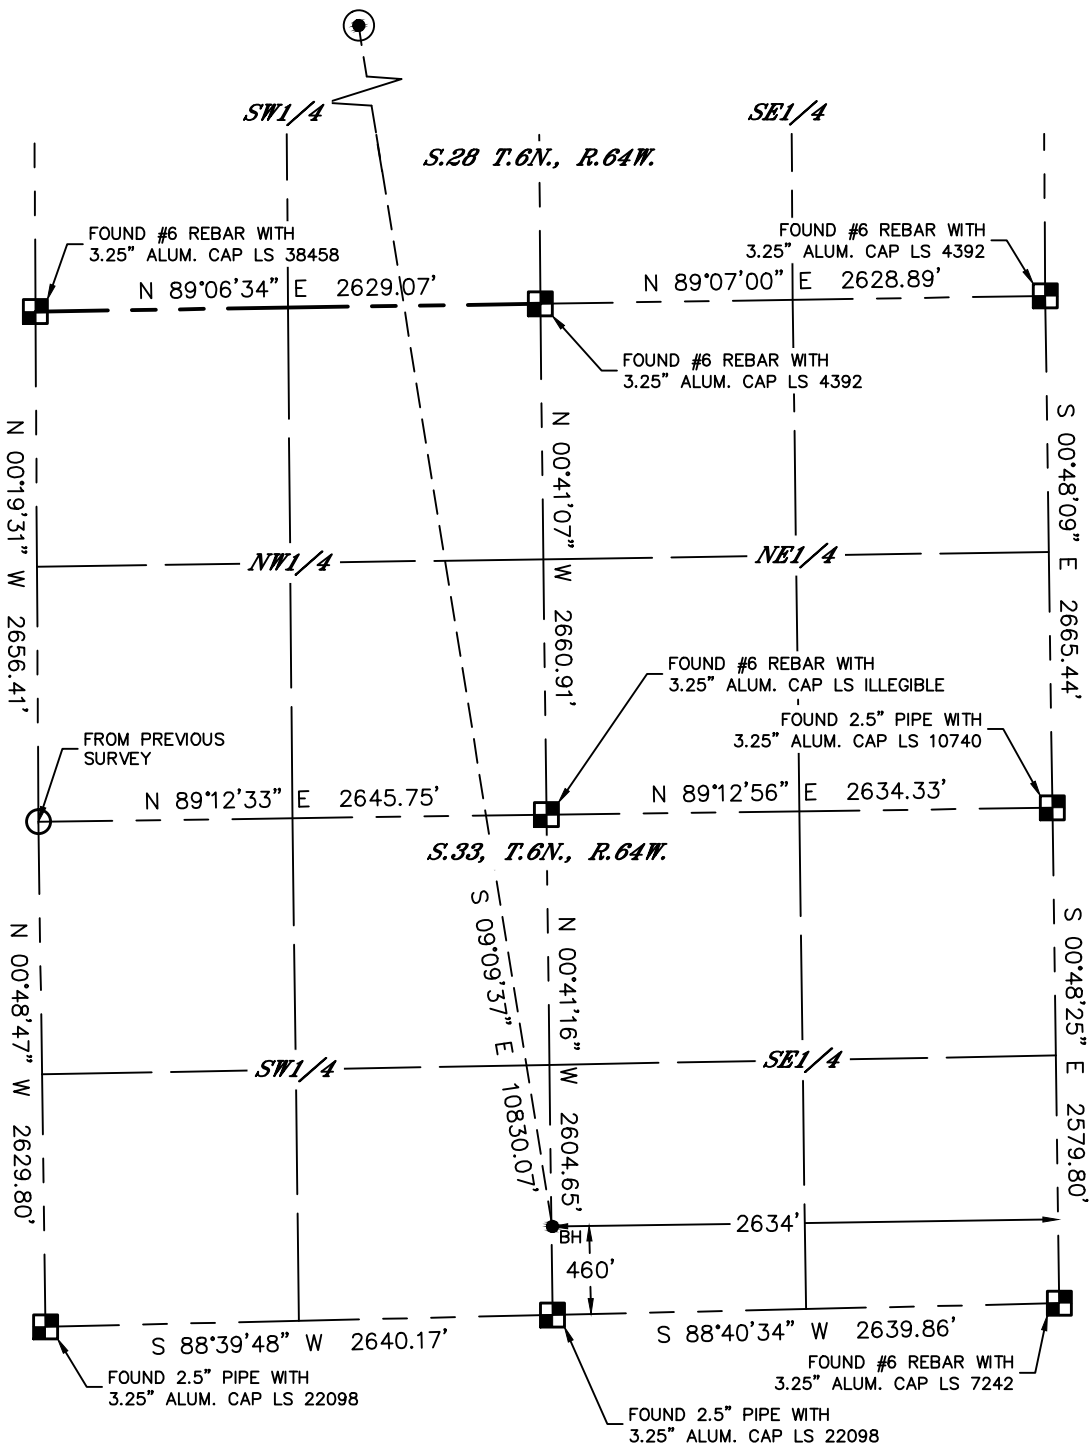 SW1/4
SE1/4
S.28 T.6N., R.64W.
FOUND #6 REBAR WITH
3.25" ALUM. CAP LS 38458
FOUND #6 REBAR WITH
3.25" ALUM. CAP LS 4392
N 89°06'34" E 2629.07'
N 89°07'00" E 2628.89'
FOUND #6 REBAR WITH
3.25" ALUM. CAP LS 4392
N 00°19'31" W 2656.41'
N 00°41'07" W 2660.91'
S 00°48'09" E 2665.44'
NW1/4
NE1/4
FOUND #6 REBAR WITH
3.25" ALUM. CAP LS ILLEGIBLE
FOUND 2.5" PIPE WITH
3.25" ALUM. CAP LS 10740
FROM PREVIOUS
SURVEY
N 89°12'33" E 2645.75'
N 89°12'56" E 2634.33'
S.33, T.6N., R.64W.
N 00°48'47" W 2629.80'
S 09°09'37" E 10830.07'
N 00°41'16" W 2604.65'
S 00°48'25" E 2579.80'
SW1/4
SE1/4
2634'
BH
460'
S 88°39'48" W 2640.17'
S 88°40'34" W 2639.86'
FOUND 2.5" PIPE WITH
3.25" ALUM. CAP LS 22098
FOUND #6 REBAR WITH
3.25" ALUM. CAP LS 7242
FOUND 2.5" PIPE WITH
3.25" ALUM. CAP LS 22098